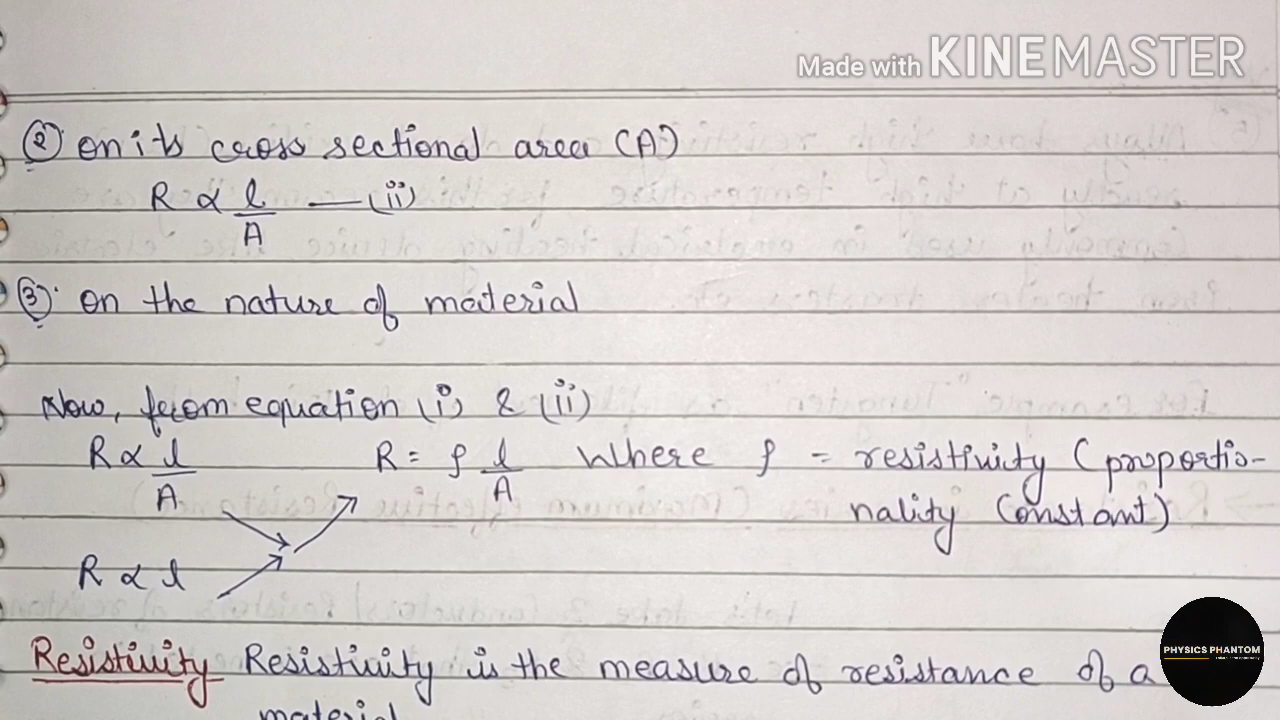 Made with KINEMASTER
② on its cross sectional area (A)
R ∝ l/A —(ii)
③ on the nature of material
Now, from equation (i) & (ii)
R ∝ l/A R = ρ l/A Where ρ = resistivity (proportio-
nality Constant)
R ∝ l
Resistivity Resistivity is the measure of resistance of a
material
PHYSICS PHANTOM